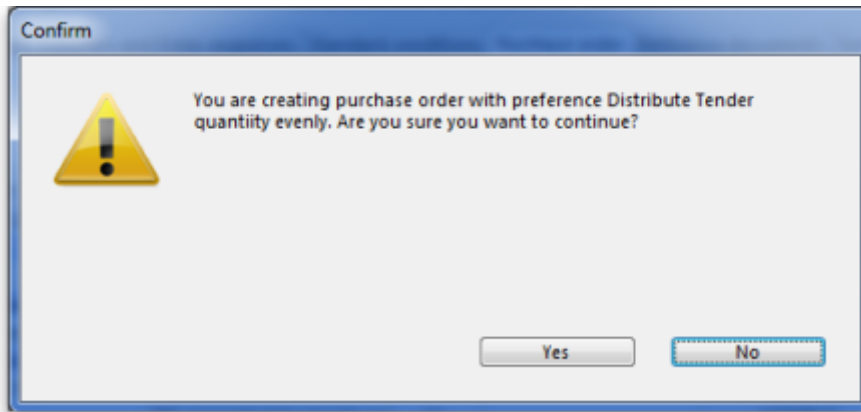 Confirm
You are creating purchase order with preference Distribute Tender
quantiity evenly. Are you sure you want to continue?
Yes
No